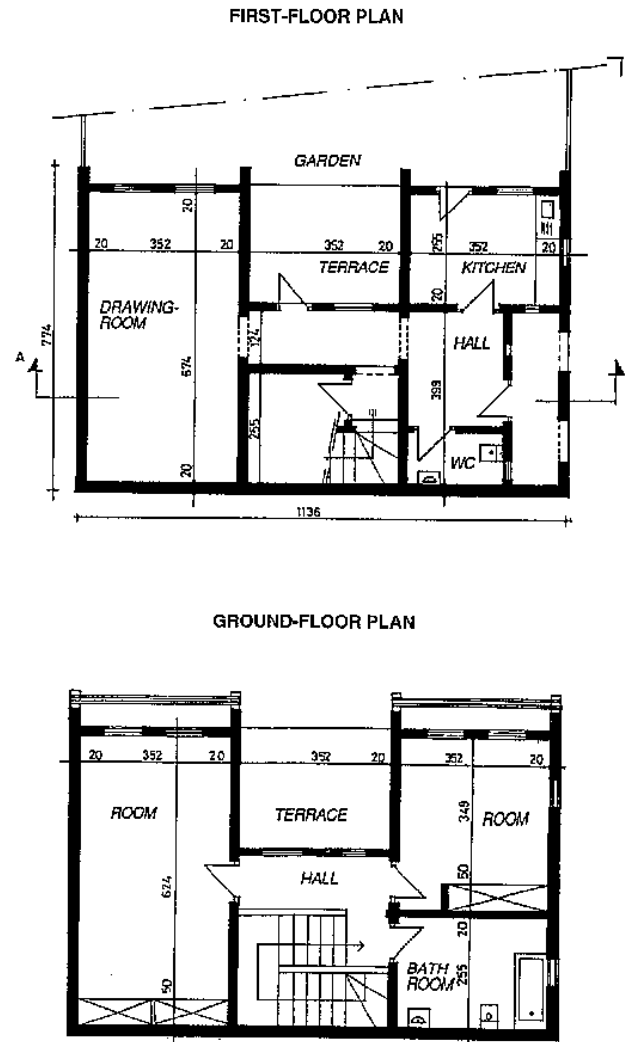 FIRST-FLOOR PLAN
GARDEN
20
20 352 20 352 20 255 352 20
TERRACE
KITCHEN
20
DRAWING-
ROOM
HALL
774
124
A
674
399
255
WC
20
1136
GROUND-FLOOR PLAN
20 352 20 352 20 352 20
ROOM
TERRACE
349
ROOM
HALL
50
624
20
BATH
ROOM
255
50